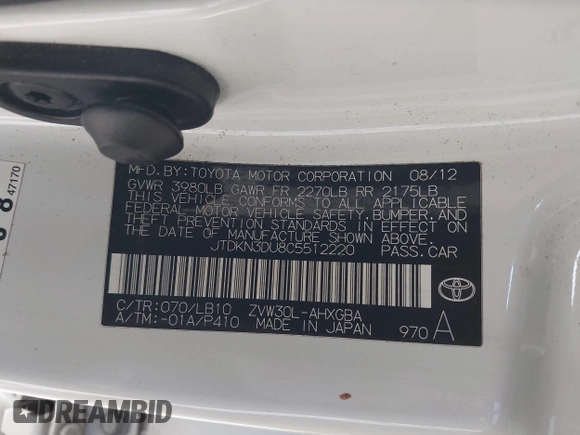 MFD.BY:TOYOTA MOTOR CORPORATION 08/12
GVWR 3980LB GAWR FR 2270LB RR 2175LB
THIS VEHICLE CONFORMS TO ALL APPLICABLE
FEDERAL MOTOR VEHICLE SAFETY, BUMPER, AND
THEFT PREVENTION STANDARDS IN EFFECT ON
THE DATE OF MANUFACTURE SHOWN ABOVE.
JTDKN3DU8C5512220 PASS.CAR
C/TR:070/LB10 ZVW30L-AHXGBA
A/TM:-01A/P410 MADE IN JAPAN 970 A
47170
8
DREAMBID